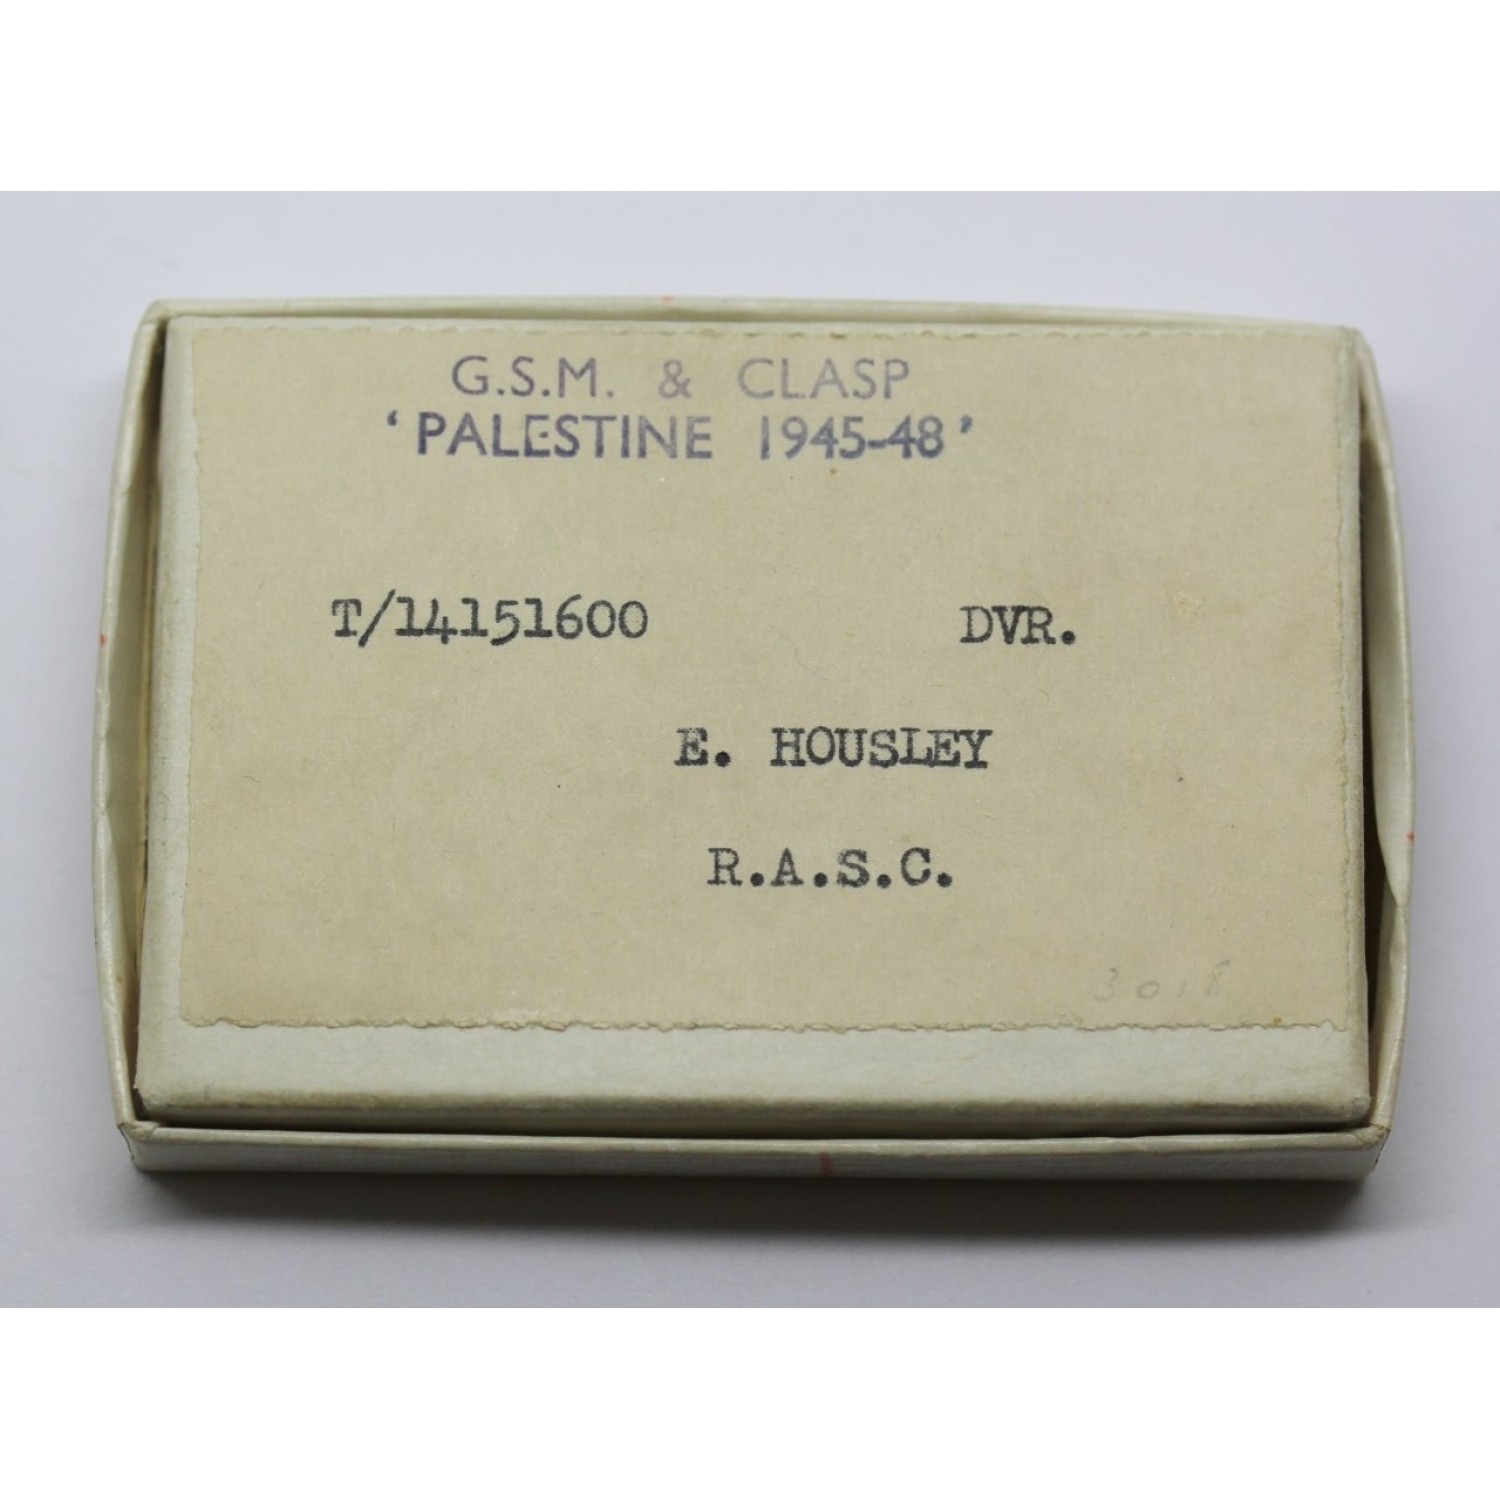 G.S.M. & CLASP
‘PALESTINE 1945-48’
T/14151600 DVR.
E. HOUSLEY
R.A.S.C.